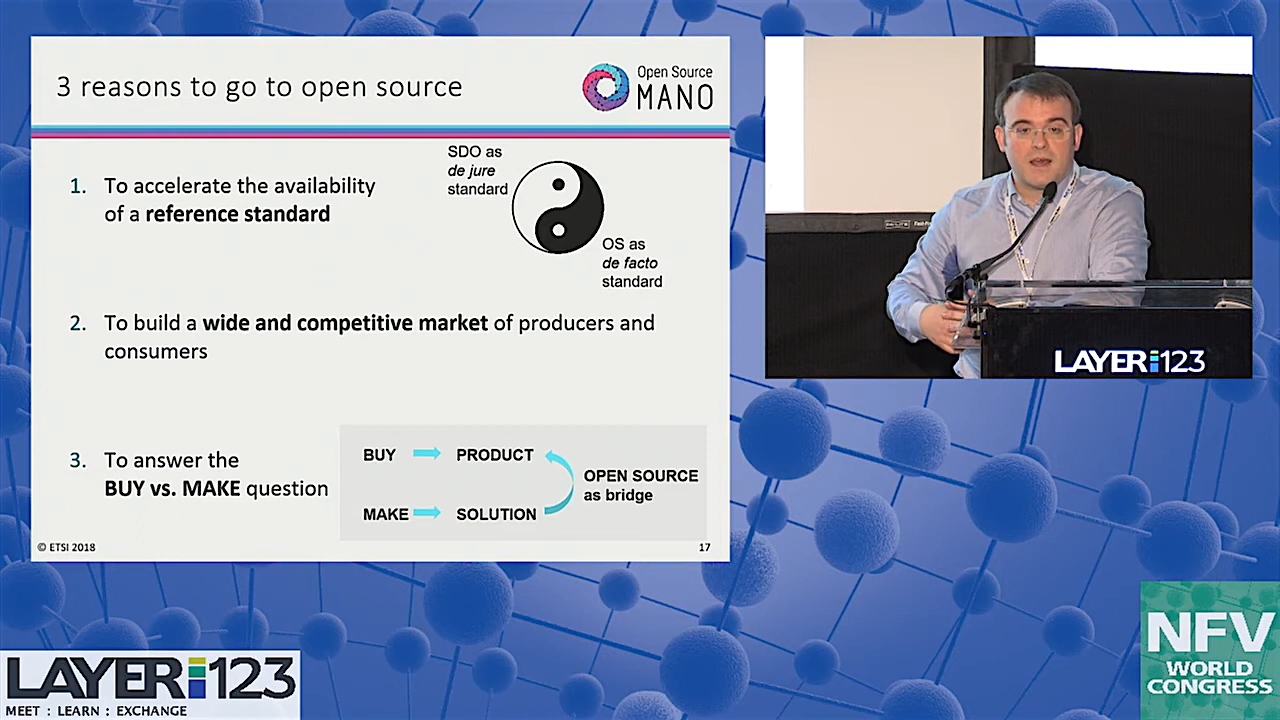 3 reasons to go to open source
Open Source
MANO
SDO as
de jure
standard
1. To accelerate the availability
of a reference standard
OS as
de facto
standard
2. To build a wide and competitive market of producers and
consumers
3. To answer the
BUY vs. MAKE question
BUY PRODUCT
OPEN SOURCE
as bridge
MAKE SOLUTION
© ETSI 2018
17
LAYER123
LAYER123
MEET : LEARN : EXCHANGE
NFV
WORLD
CONGRESS